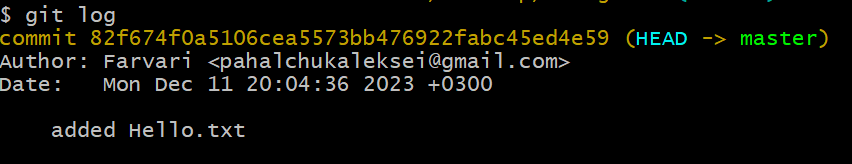 $ git log
commit 82f674f0a5106cea5573bb476922fabc45ed4e59 (HEAD -> master)
Author: Farvari <pahalchukaleksei@gmail.com>
Date:   Mon Dec 11 20:04:36 2023 +0300
    added Hello.txt